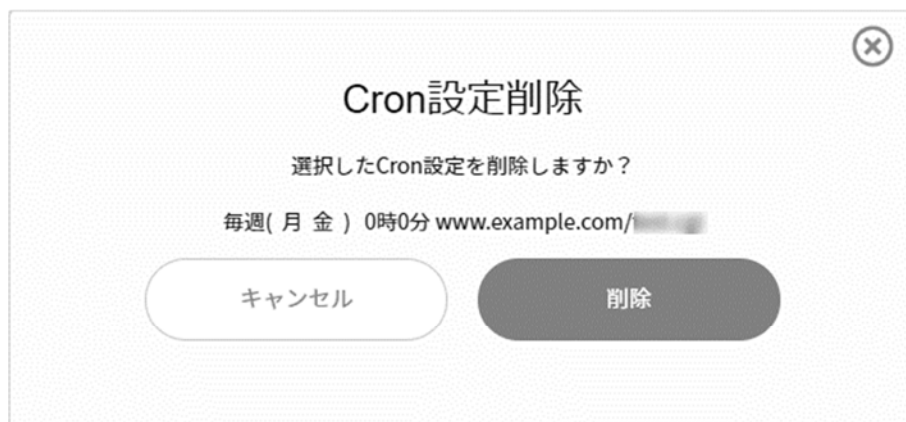 Cron設定削除
選択したCron設定を削除しますか？
毎週( 月 金 ) 0時0分 www.example.com/
キャンセル
削除